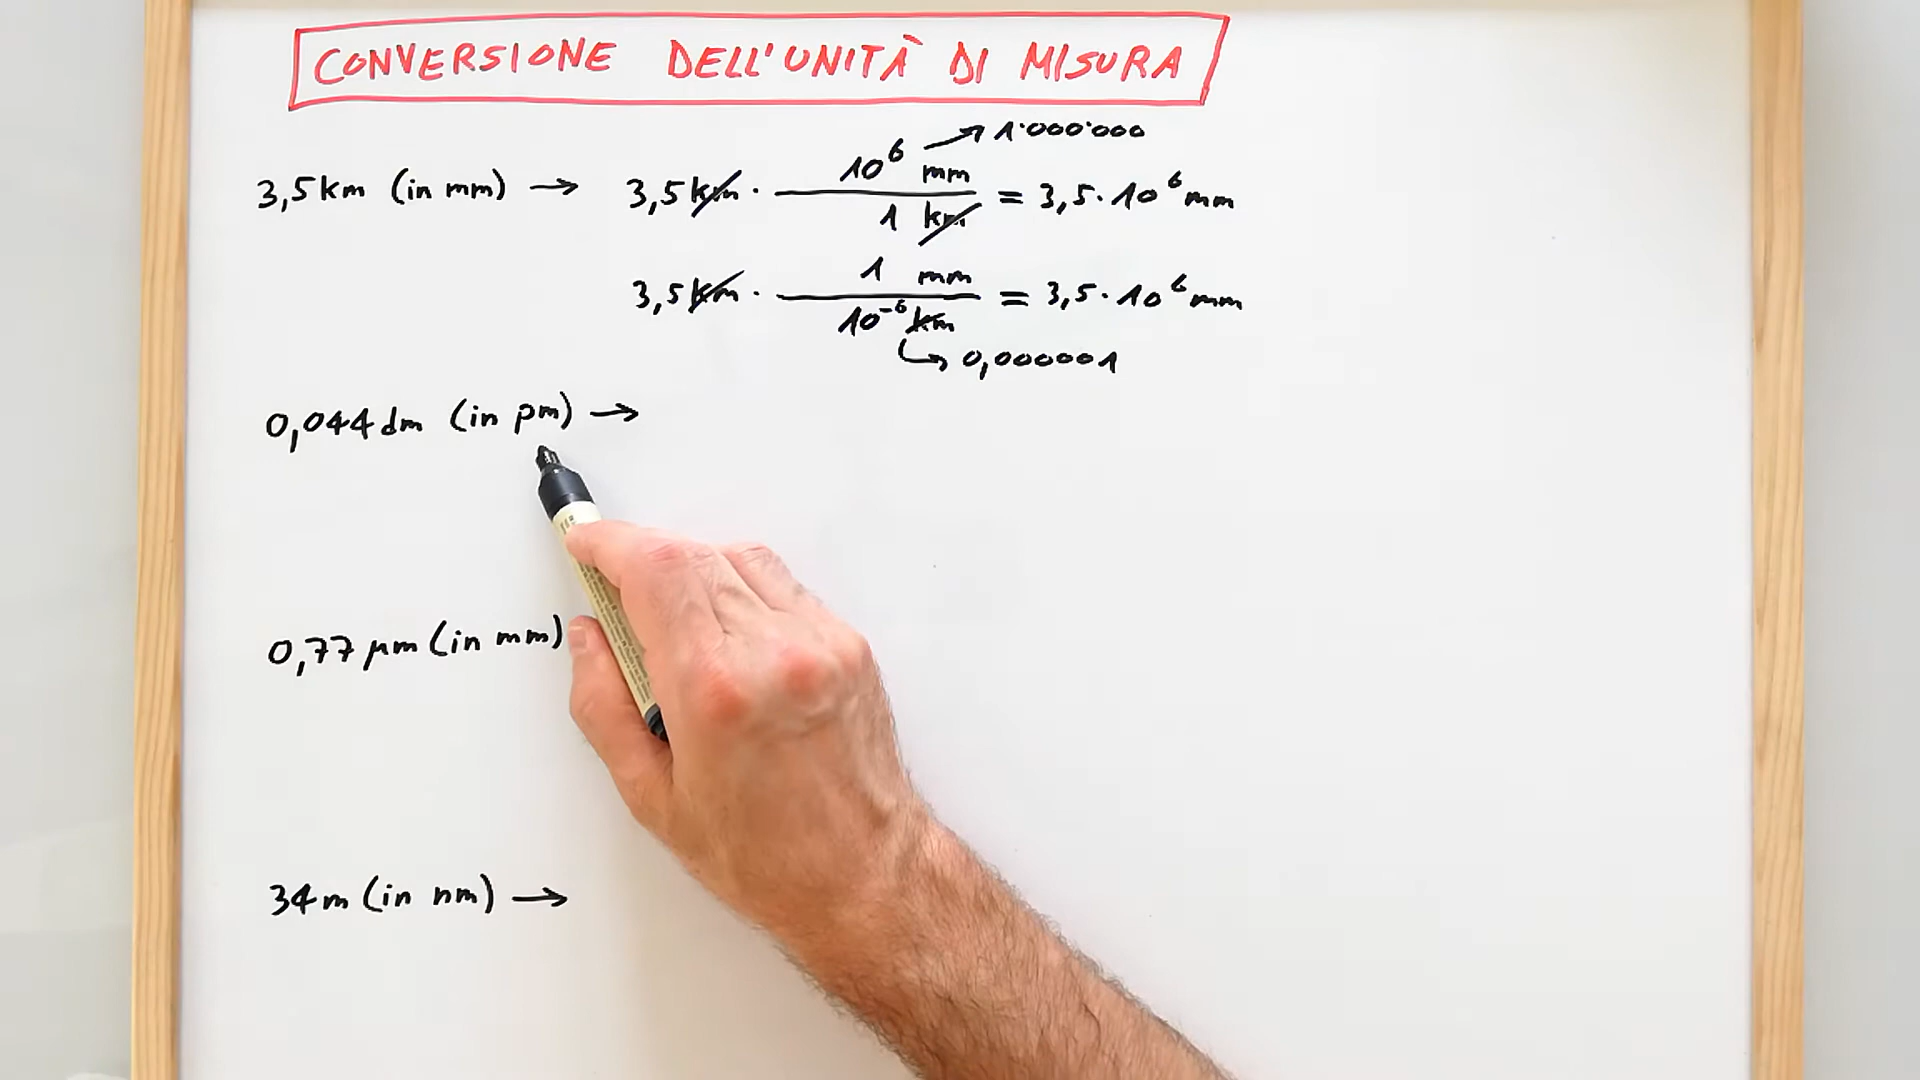 CONVERSIONE DELL'UNITÀ DI MISURA
1'000'000
3,5 km (in mm) → 3,5 km · 10⁶ mm / 1 km = 3,5 · 10⁶ mm
3,5 km · 1 mm / 10⁻⁶ km = 3,5 · 10⁶ mm
0,000001
0,044 dm (in pm) →
0,77 µm (in mm)
34 m (in nm) →